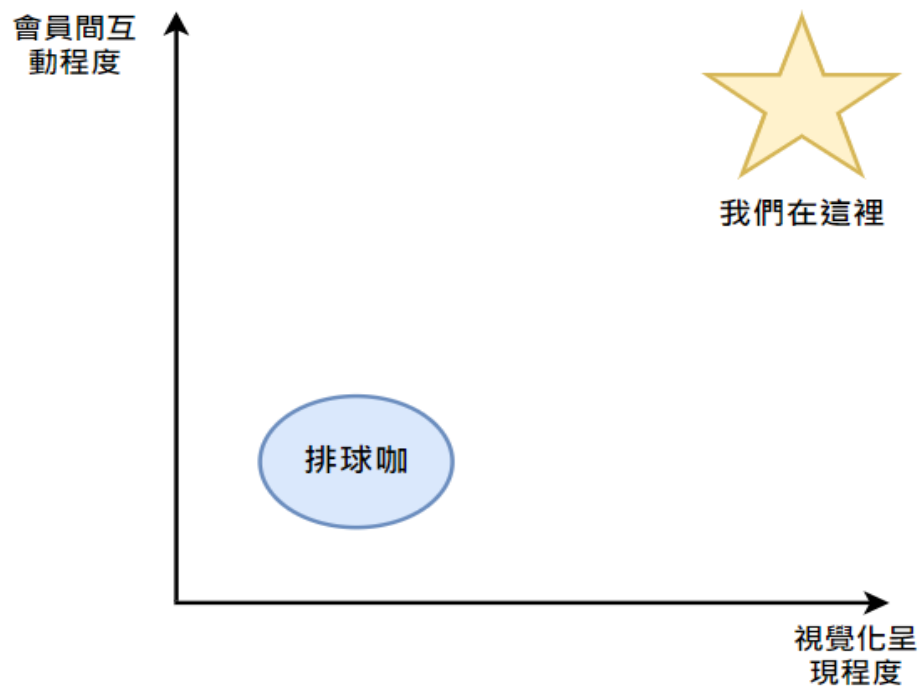 會員間互
動程度
我們在這裡
排球咖
視覺化呈
現程度